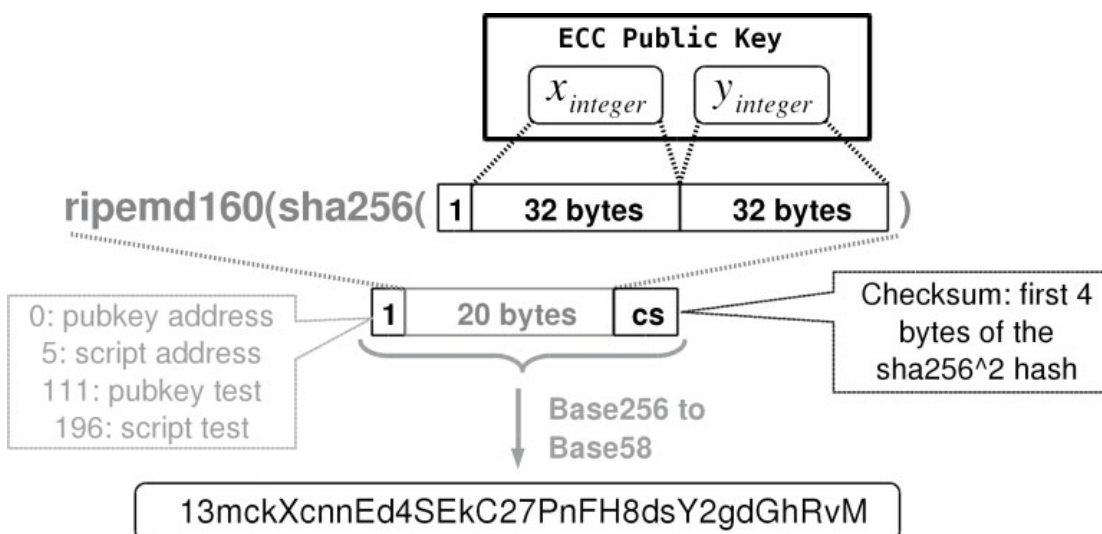 ECC Public Key
x integer y integer
ripemd160(sha256( 1 32 bytes 32 bytes )
1 20 bytes cs
0: pubkey address
5: script address
111: pubkey test
196: script test
Checksum: first 4
bytes of the
sha256^2 hash
Base256 to
Base58
13mckXcnnEd4SEkC27PnFH8dsY2gdGhRvM